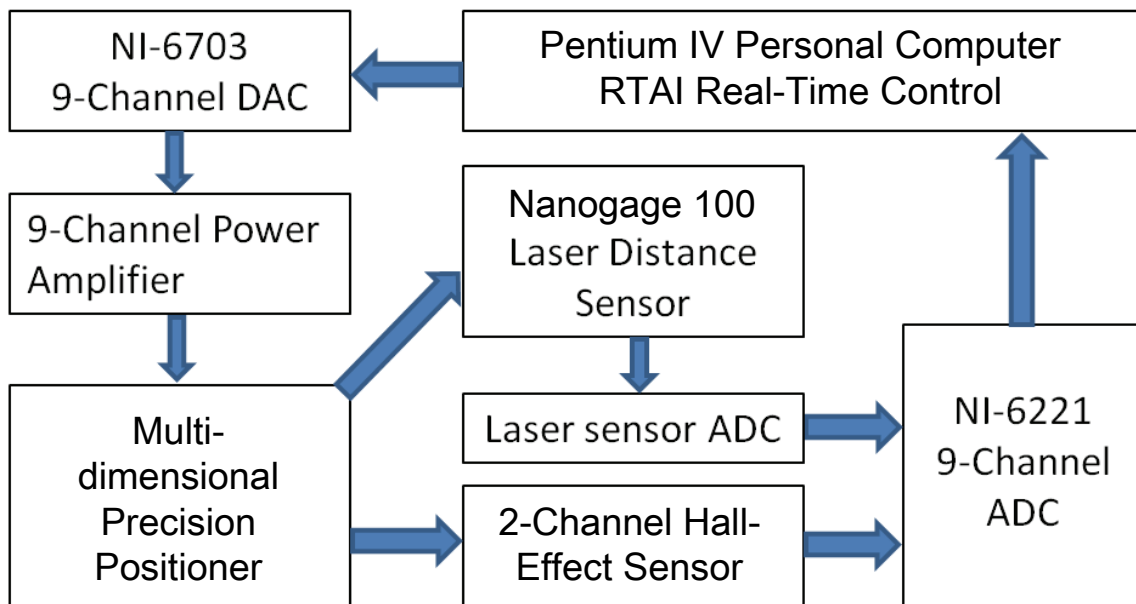 NI-6703
9-Channel DAC
Pentium IV Personal Computer
RTAI Real-Time Control
9-Channel Power
Amplifier
Nanogage 100
Laser Distance
Sensor
Multi-
dimensional
Precision
Positioner
Laser sensor ADC
2-Channel Hall-
Effect Sensor
NI-6221
9-Channel
ADC